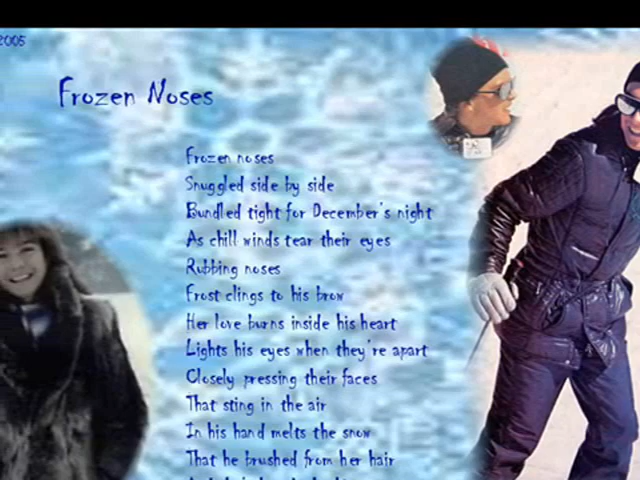 2005
Frozen Noses
Frozen noses
Snuggled side by side
Bundled tight for December's night
As chill winds tear their eyes
Rubbing noses
Frost clings to his brow
Her love burns inside his heart
Lights his eyes when they're apart
Closely pressing their faces
That sting in the air
In his hand melts the snow
That he brushed from her hair